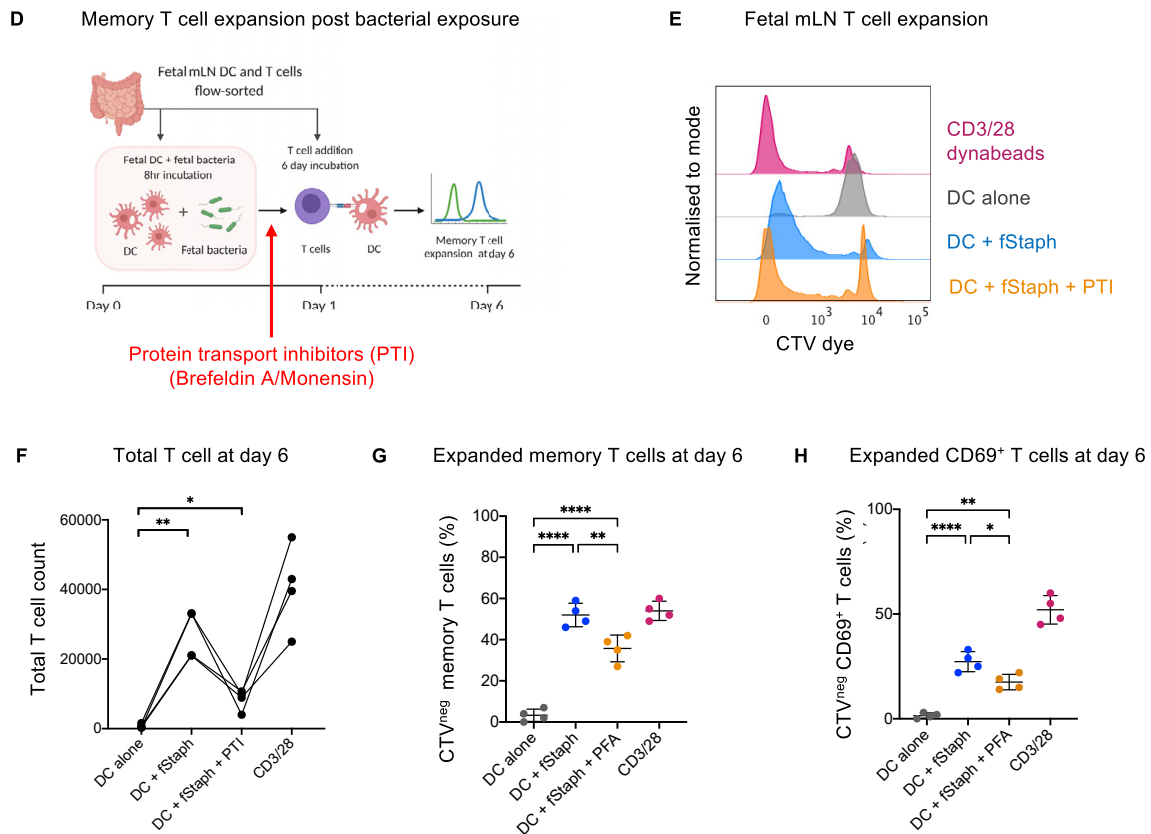 D Memory T cell expansion post bacterial exposure
Fetal mLN DC and T cells
flow-sorted
Fetal DC + fetal bacteria
8hr incubation
T cell addition
6 day incubation
+
DC
Fetal bacteria
T cells
DC
Memory T cell
expansion at day 6
Day 0
Day 1
Day 6
Protein transport inhibitors (PTI)
(Brefeldin A/Monensin)
E Fetal mLN T cell expansion
Normalised to mode
CD3/28
dynabeads
DC alone
DC + fStaph
DC + fStaph + PTI
0 10³ 10⁴ 10⁵
CTV dye
F Total T cell at day 6
Total T cell count
60000
40000
20000
0
*
**
DC alone
DC + fStaph
DC + fStaph + PTI
CD3/28
G Expanded memory T cells at day 6
CTVneg memory T cells (%)
100
80
60
40
20
0
****
**** **
DC alone
DC + fStaph
DC + fStaph + PFA
CD3/28
H Expanded CD69⁺ T cells at day 6
CTVneg CD69⁺ T cells (%)
100
50
0
**
**** *
DC alone
DC + fStaph
DC + fStaph + PFA
CD3/28